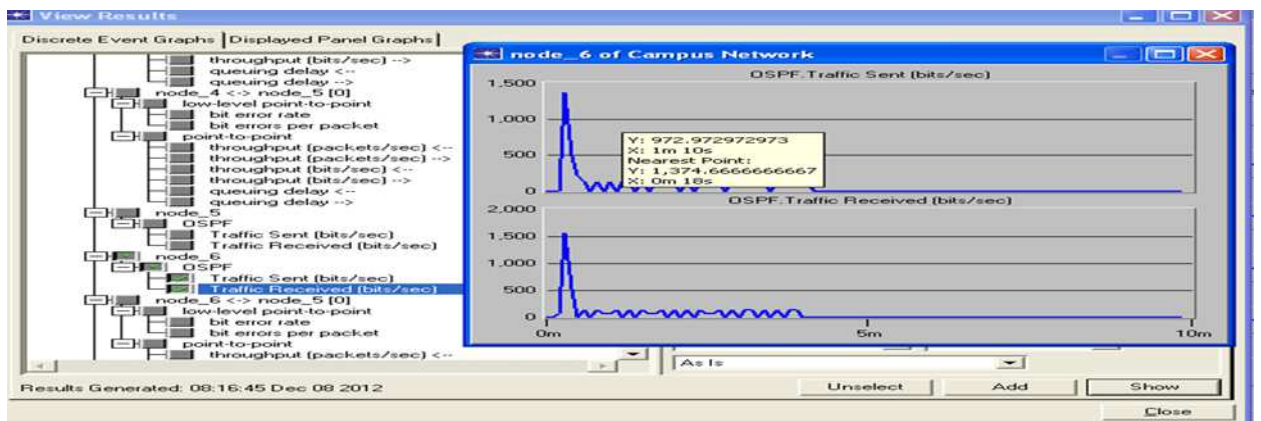 View Results
Discrete Event Graphs Displayed Panel Graphs
throughput (bits/sec) -->
queuing delay <--
queuing delay -->
node_4 <-> node_5 [0]
low-level point-to-point
bit error rate
bit errors per packet
point-to-point
throughput (packets/sec) <--
throughput (packets/sec) -->
throughput (bits/sec) <--
throughput (bits/sec) -->
queuing delay <--
queuing delay -->
node_5
OSPF
Traffic Sent (bits/sec)
Traffic Received (bits/sec)
node_6
OSPF
Traffic Sent (bits/sec)
Traffic Received (bits/sec)
node_6 <-> node_5 [0]
low-level point-to-point
bit error rate
bit errors per packet
point-to-point
throughput (packets/sec) <--
node_6 of Campus Network
OSPF.Traffic Sent (bits/sec)
1,500
1,000
500
0
Y: 972.972972973
X: 1m 10s
Nearest Point:
Y: 1,374.6666666667
X: 0m 18s
OSPF.Traffic Received (bits/sec)
2,000
1,500
1,000
500
0
0m 5m 10m
As Is
Results Generated: 08:16:45 Dec 08 2012
Unselect Add Show
Close